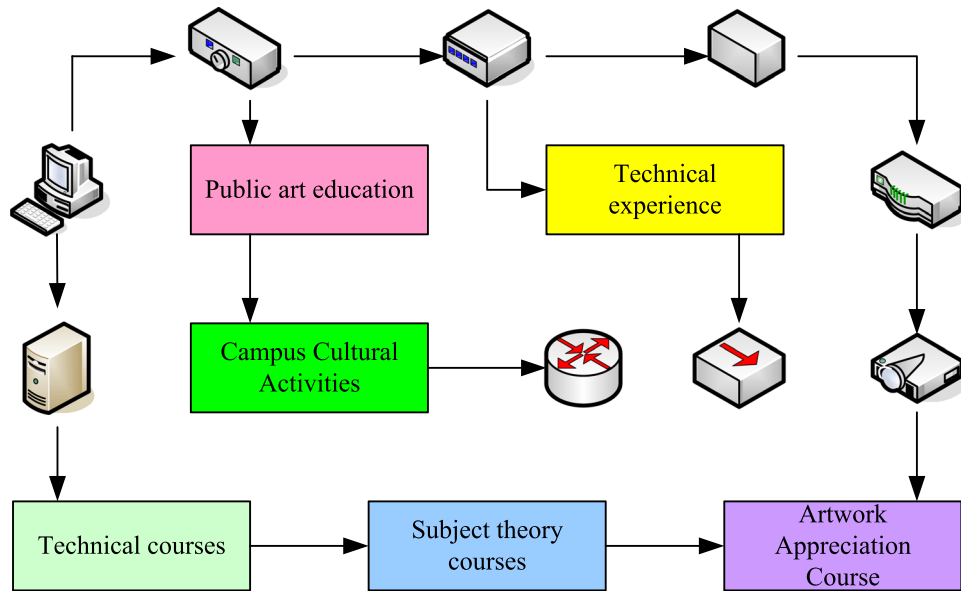 Public art education
Technical
experience
Campus Cultural
Activities
Technical courses
Subject theory
courses
Artwork
Appreciation
Course